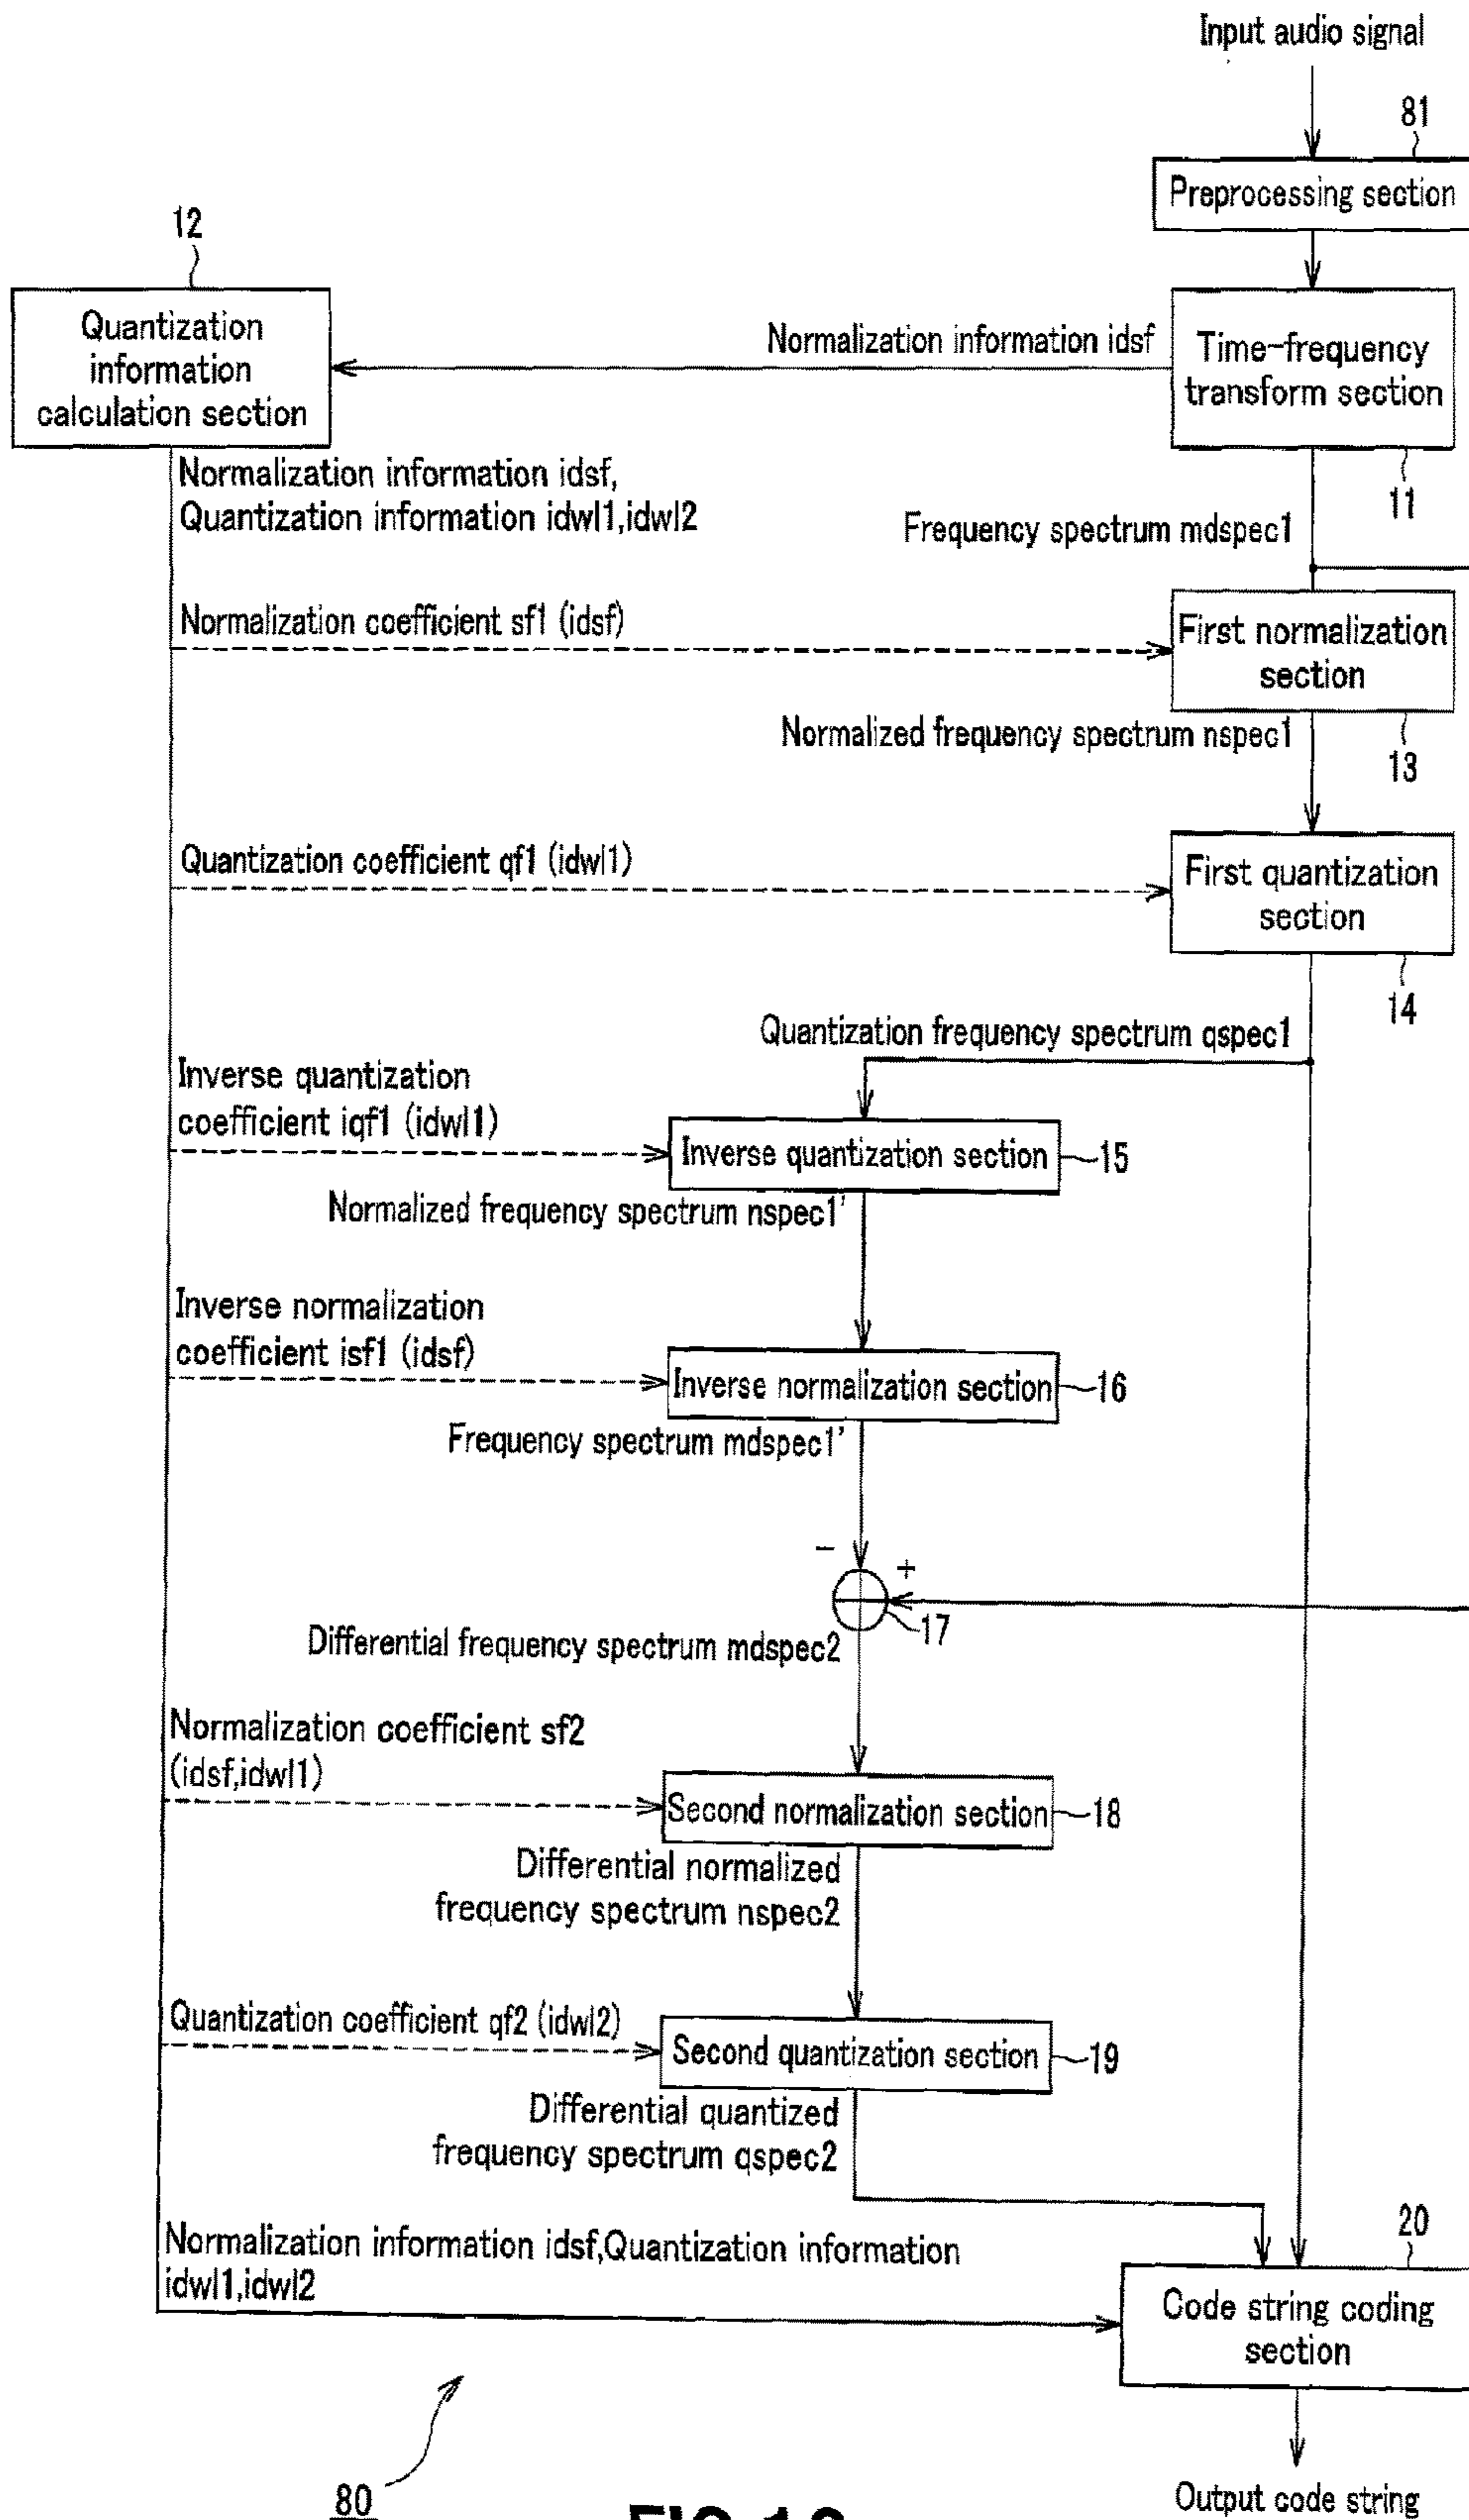 Input audio signal
81
Preprocessing section
12
Quantization
information
calculation section
Normalization information idsf
Time-frequency
transform section
11
Normalization information idsf,
Quantization information idwl1,idwl2
Frequency spectrum mdspec1
Normalization coefficient sf1 (idsf)
First normalization
section
13
Normalized frequency spectrum nspec1
Quantization coefficient qf1 (idwl1)
First quantization
section
14
Quantization frequency spectrum qspec1
Inverse quantization
coefficient iqf1 (idwl1)
Inverse quantization section
15
Normalized frequency spectrum nspec1'
Inverse normalization
coefficient isf1 (idsf)
Inverse normalization section
16
Frequency spectrum mdspec1'
- +
17
Differential frequency spectrum mdspec2
Normalization coefficient sf2
(idsf,idwl1)
Second normalization section
18
Differential normalized
frequency spectrum nspec2
Quantization coefficient qf2 (idwl2)
Second quantization section
19
Differential quantized
frequency spectrum qspec2
Normalization information idsf,Quantization information
idwl1,idwl2
20
Code string coding
section
80
Output code string